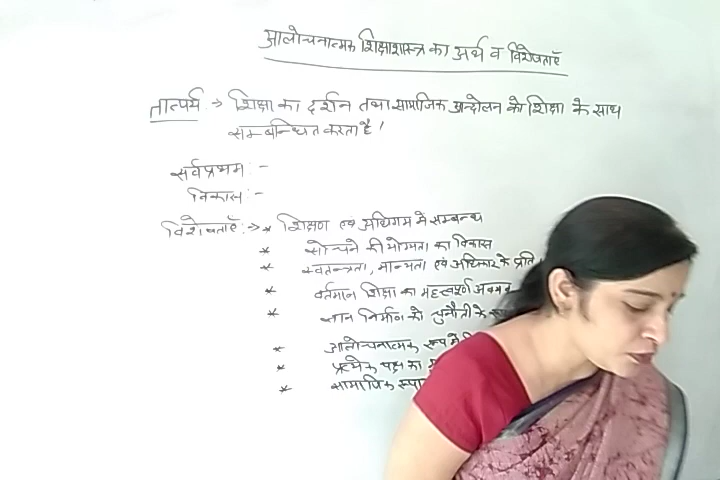 आलोचनात्मक शिक्षाशास्त्र का अर्थ व विशेषताएँ
तात्पर्य :→ शिक्षा का दर्शन तथा सामाजिक आन्दोलन को शिक्षा के साथ
सम्बन्धित करता है।
सर्वप्रथम :-
विकास :-
विशेषताएँ :→ * शिक्षण एवं अधिगम में सम्बन्ध
* सोचने की योग्यता का विकास
* स्वतन्त्रता, मान्यता एवं अधिकार के प्रति
* वर्तमान शिक्षा का महत्वपूर्ण अवयव
* ज्ञान निर्माण को चुनौती के
* आलोचनात्मक रूप में
* प्रत्येक पक्ष का
* सामाजिक